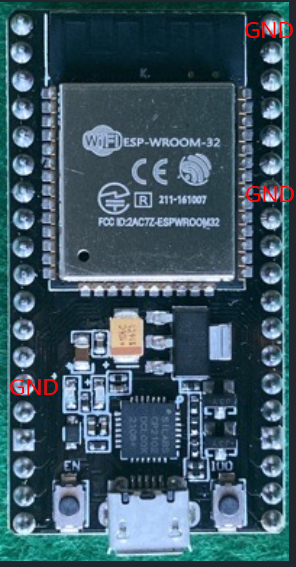 GND
WiFi ESP-WROOM-32
CE
GND
R 211-161007
FCC ID:2AC7Z-ESPWROOM32
GND
EN
IO0